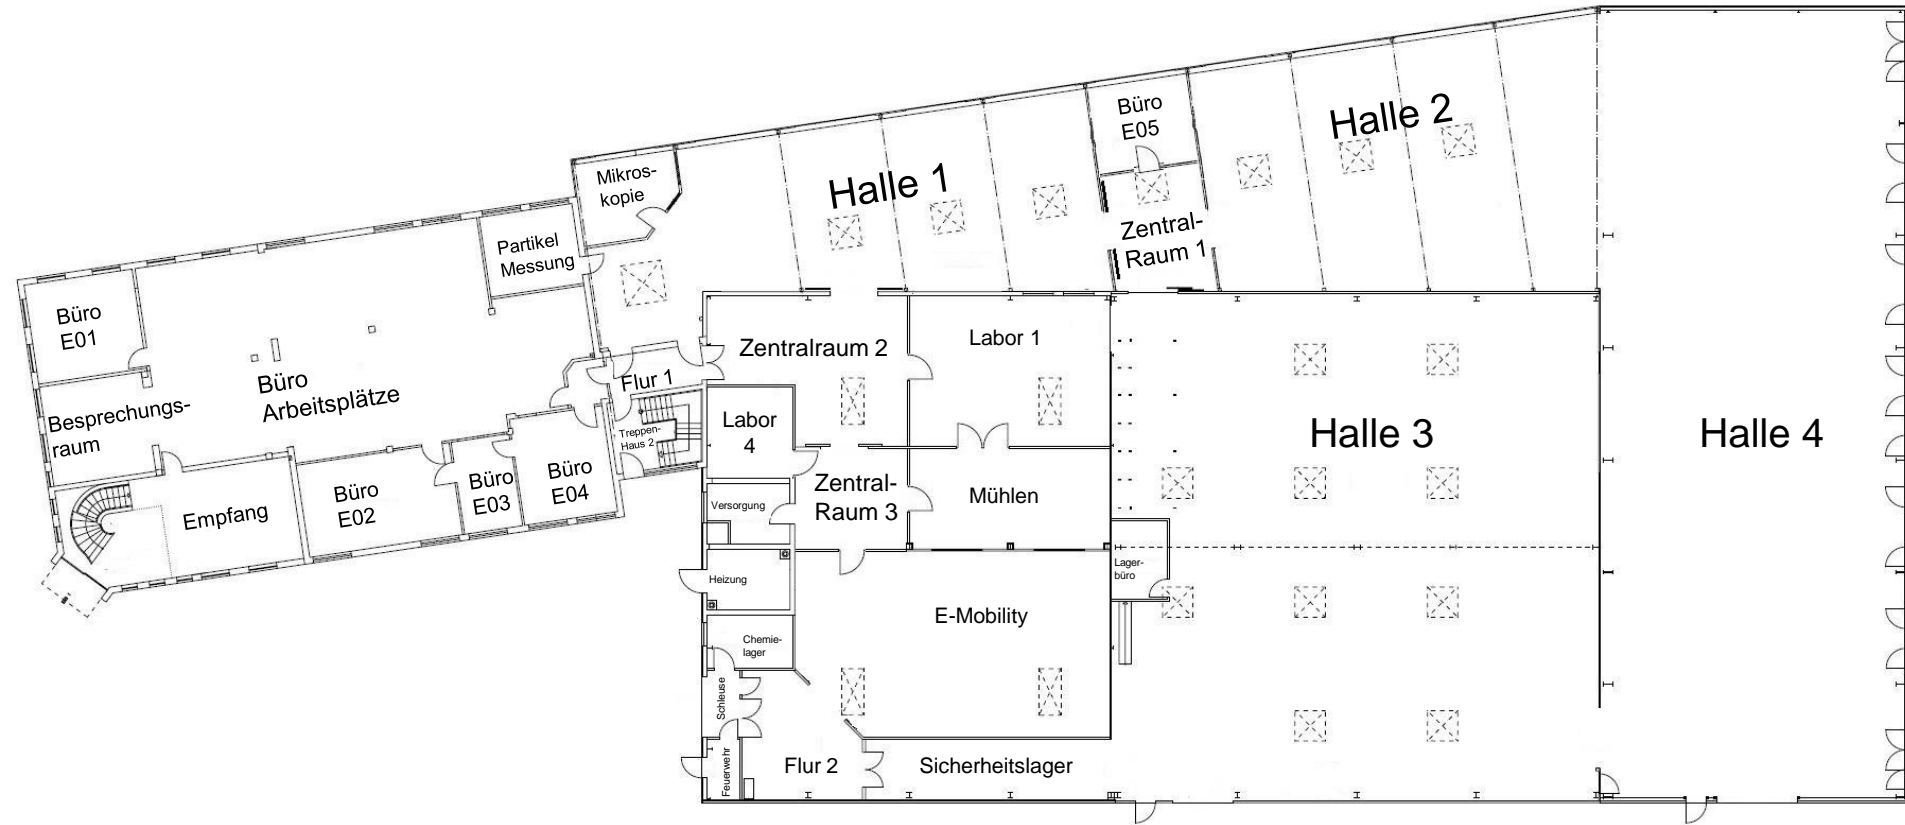 Halle 2
Büro
E05
Halle 1
Mikros-
kopie
Zentral-
Raum 1
Partikel
Messung
Büro
E01
Büro
Arbeitsplätze
Besprechungs-
raum
Flur 1
Treppen-
Haus 2
Zentralraum 2
Labor 1
Labor
4
Halle 3
Halle 4
Empfang
Büro
E02
Büro
E03
Büro
E04
Versorgung
Zentral-
Raum 3
Mühlen
Heizung
Lager-
büro
E-Mobility
Chemie-
lager
Schleuse
Feuerwehr
Flur 2
Sicherheitslager